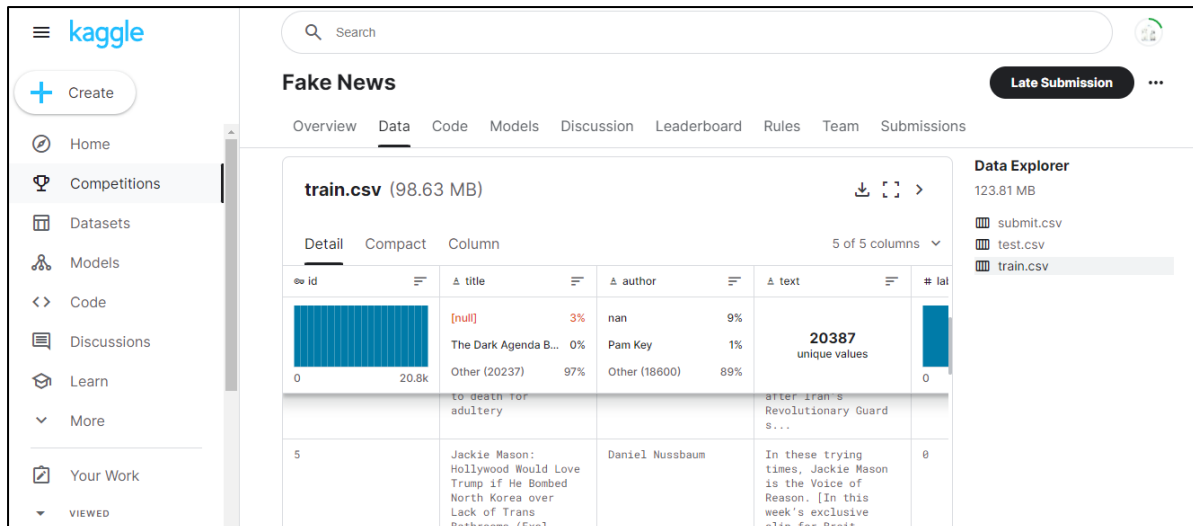 kaggle
Search
Create
Home
Competitions
Datasets
Models
Code
Discussions
Learn
More
Your Work
VIEWED
Fake News
Late Submission
Overview Data Code Models Discussion Leaderboard Rules Team Submissions
train.csv (98.63 MB)
Detail Compact Column
5 of 5 columns
id title author text # lal
[null] 3%
The Dark Agenda B... 0%
Other (20237) 97%
nan 9%
Pam Key 1%
Other (18600) 89%
20387
unique values
0 20.8k
0
to death for
adultery
after Iran's
Revolutionary Guard
s...
5
Jackie Mason:
Hollywood Would Love
Trump if He Bombed
North Korea over
Lack of Trans
Bathrooms (Excl
Daniel Nussbaum
In these trying
times, Jackie Mason
is the Voice of
Reason. [In this
week's exclusive
clip for Breit
0
Data Explorer
123.81 MB
submit.csv
test.csv
train.csv